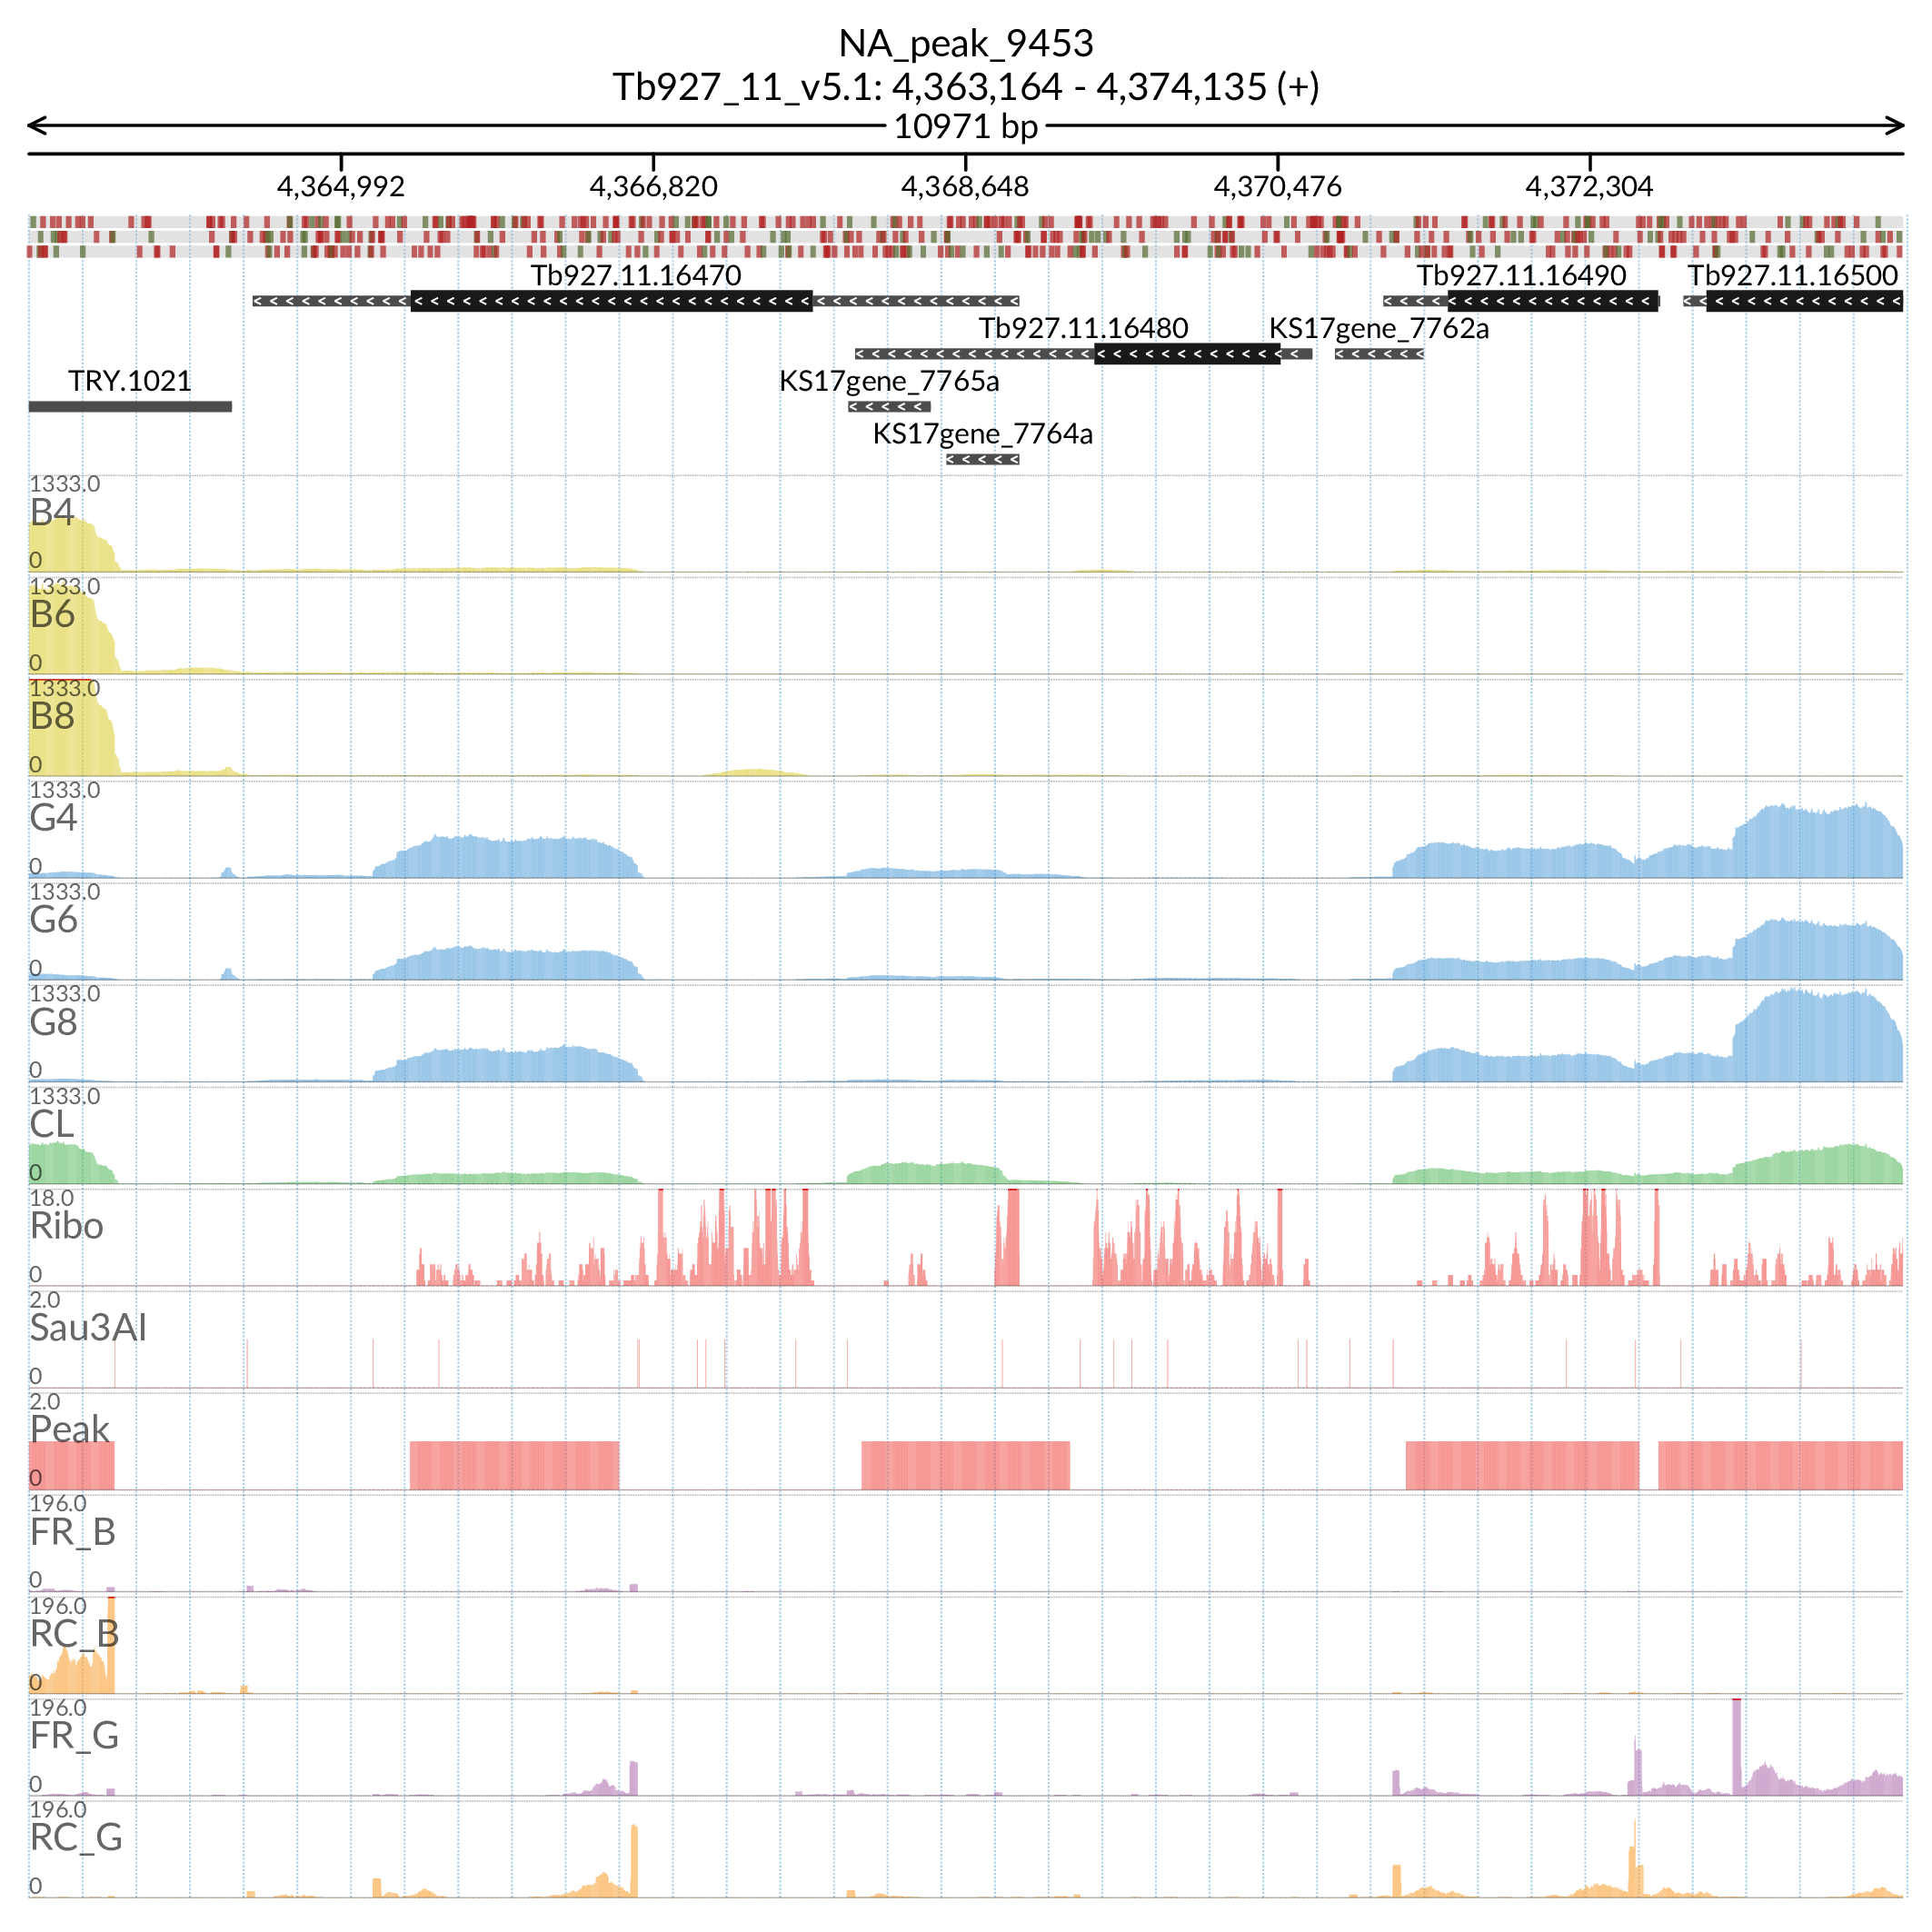 NA_peak_9453
Tb927_11_v5.1: 4,363,164 - 4,374,135 (+)
10971 bp
4,364,992 4,366,820 4,368,648 4,370,476 4,372,304
Tb927.11.16470 Tb927.11.16490 Tb927.11.16500
Tb927.11.16480 KS17gene_7762a
TRY.1021 KS17gene_7765a
KS17gene_7764a
1333.0
B4
0
1333.0
B6
0
1333.0
B8
0
1333.0
G4
0
1333.0
G6
0
1333.0
G8
0
1333.0
CL
0
18.0
Ribo
0
2.0
Sau3AI
0
2.0
Peak
0
196.0
FR_B
0
196.0
RC_B
0
196.0
FR_G
0
196.0
RC_G
0